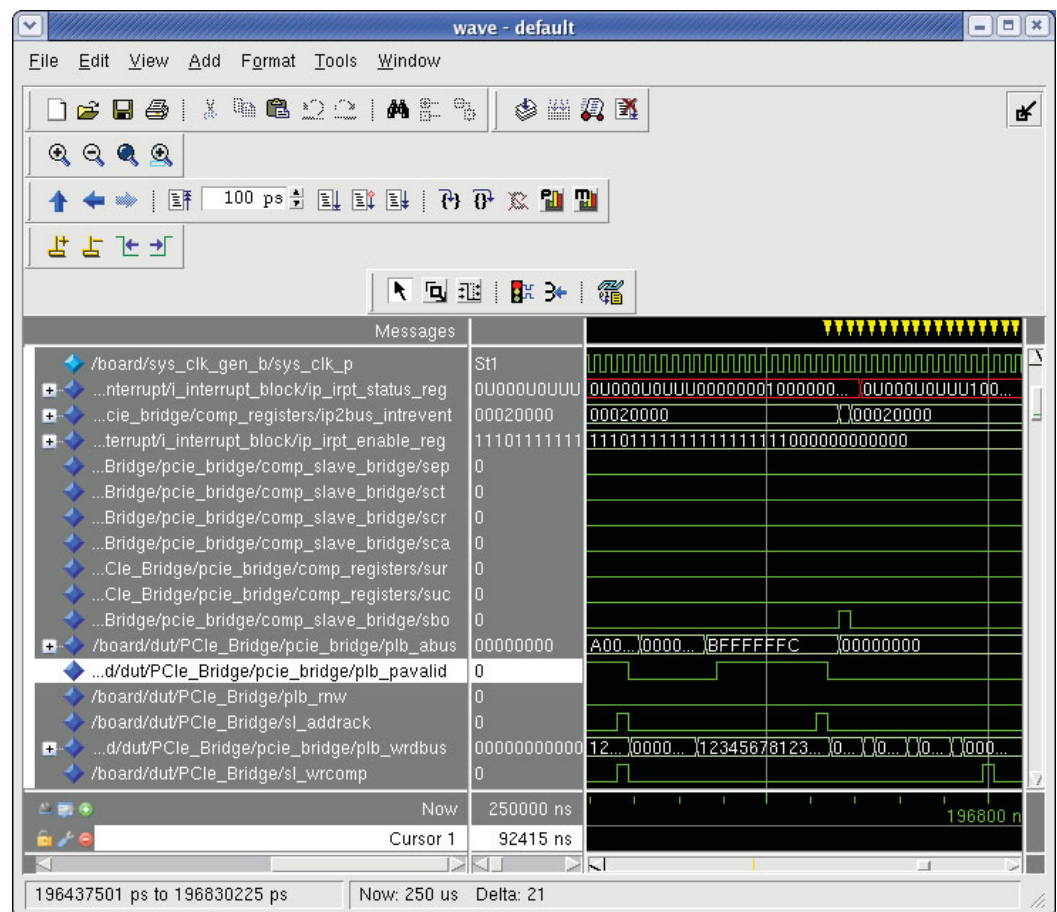 wave - default
File Edit View Add Format Tools Window
100 ps
Messages
/board/sys_clk_gen_b/sys_clk_p St1
...nterrupt/i_interrupt_block/ip_irpt_status_reg 0U000U0UUU 0U000U0UUU00000001000000... 0U000U0UUU100...
...cie_bridge/comp_registers/ip2bus_intrevent 00020000 00020000 00020000
...terrupt/i_interrupt_block/ip_irpt_enable_reg 11101111111 11101111111111111111000000000000
...Bridge/pcie_bridge/comp_slave_bridge/sep 0
...Bridge/pcie_bridge/comp_slave_bridge/sct 0
...Bridge/pcie_bridge/comp_slave_bridge/scr 0
...Bridge/pcie_bridge/comp_slave_bridge/sca 0
...CIe_Bridge/pcie_bridge/comp_registers/sur 0
...CIe_Bridge/pcie_bridge/comp_registers/suc 0
...Bridge/pcie_bridge/comp_slave_bridge/sbo 0
/board/dut/PCIe_Bridge/pcie_bridge/plb_abus 00000000 A00... 0000... BFFFFFFC 00000000
...d/dut/PCIe_Bridge/pcie_bridge/plb_pavalid 0
/board/dut/PCIe_Bridge/plb_rnw 0
/board/dut/PCIe_Bridge/sl_addrack 0
...d/dut/PCIe_Bridge/pcie_bridge/plb_wrdbus 00000000000 12... 0000... 12345678123... 0... 0... 0... 000...
/board/dut/PCIe_Bridge/sl_wrcomp 0
Now 250000 ns 196800 n
Cursor 1 92415 ns
196437501 ps to 196830225 ps Now: 250 us Delta: 21